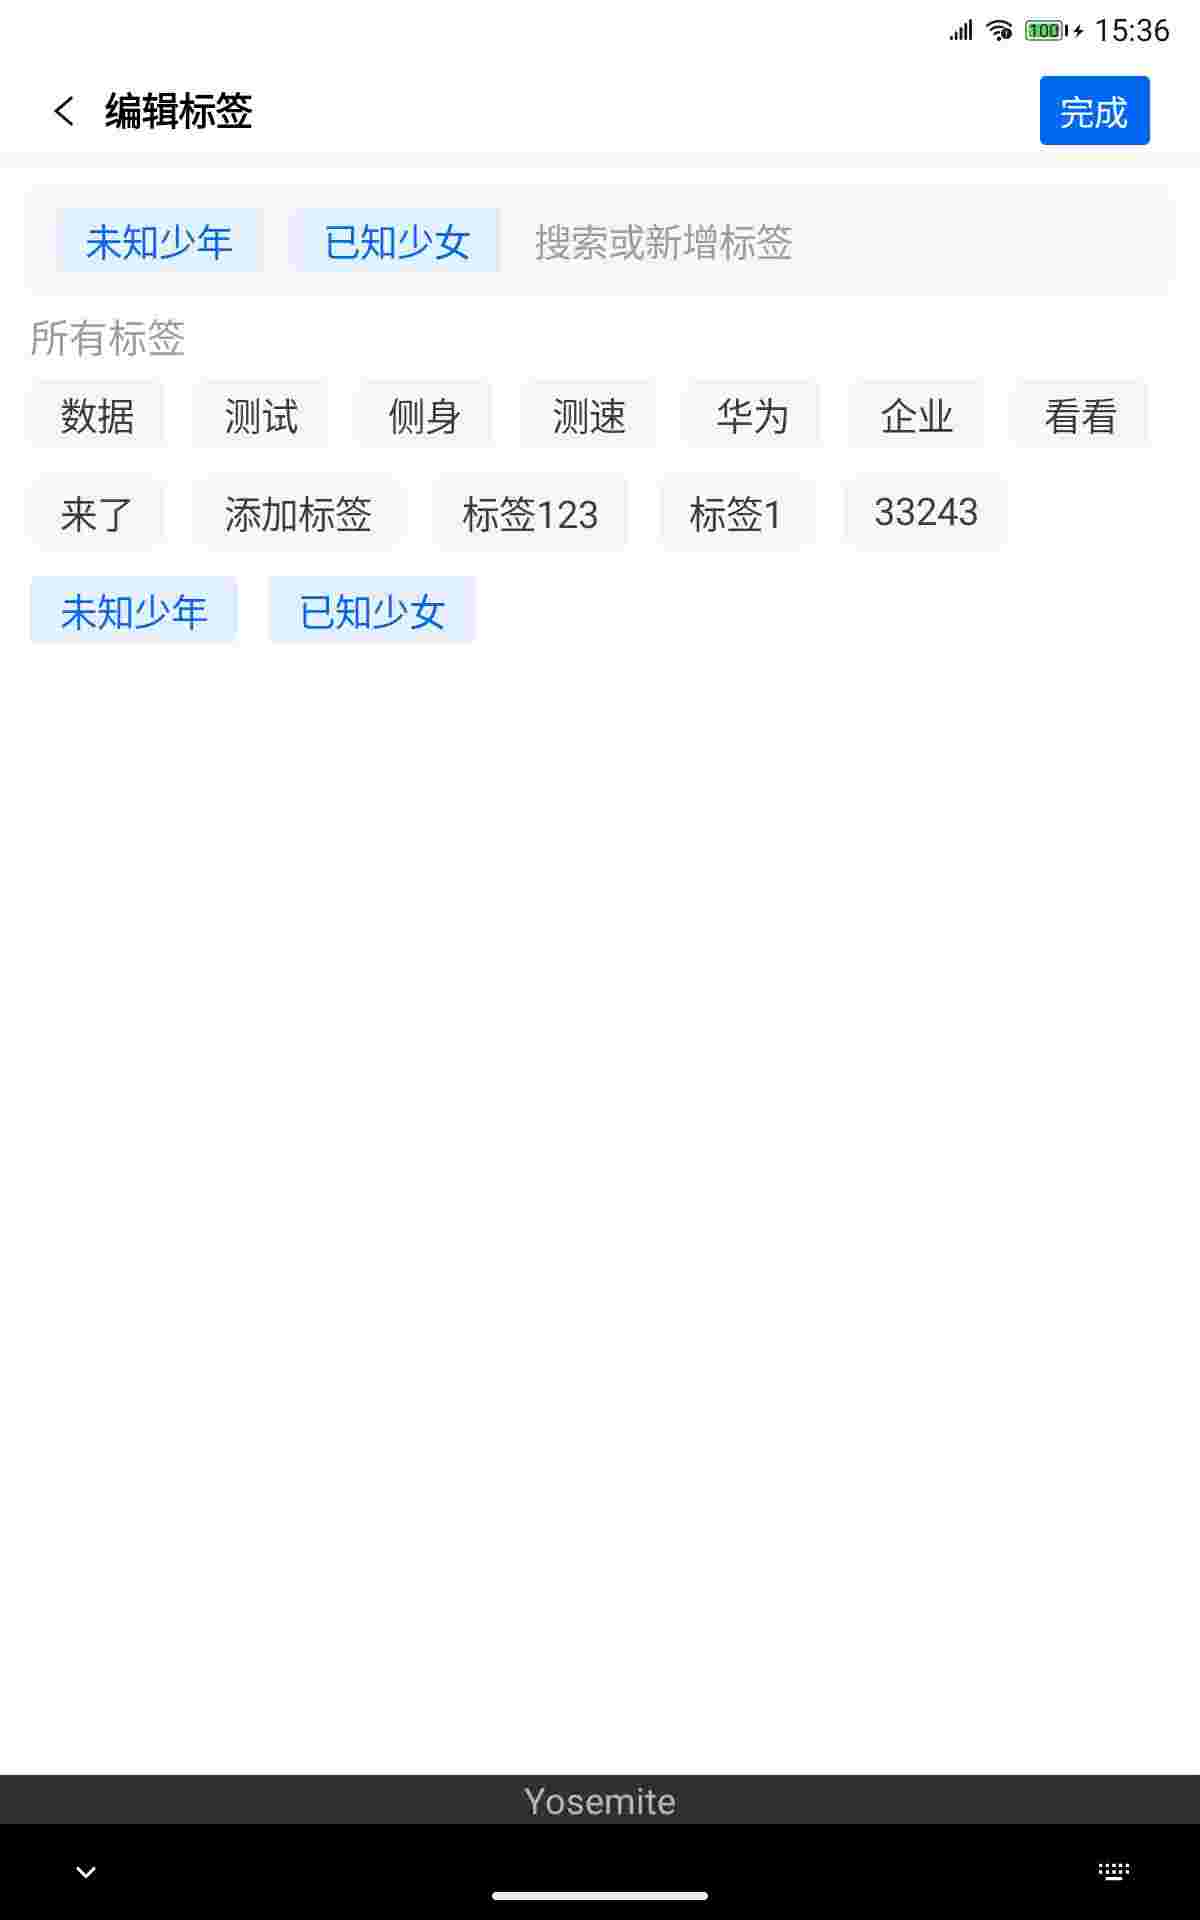 100 15:36
编辑标签 完成
未知少年 已知少女 搜索或新增标签
所有标签
数据 测试 侧身 测速 华为 企业 看看
来了 添加标签 标签123 标签1 33243
未知少年 已知少女
Yosemite